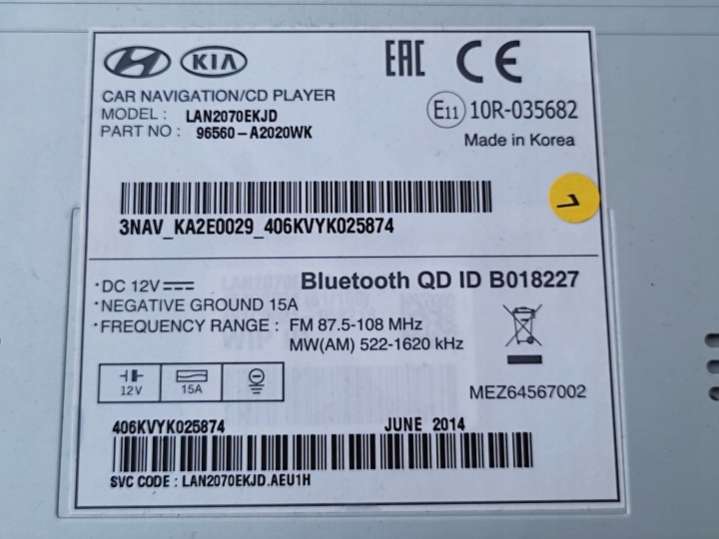 KIA
EAC CE
CAR NAVIGATION/CD PLAYER
MODEL : LAN2070EKJD
PART NO : 96560-A2020WK
E11 10R-035682
Made in Korea
7
3NAV_KA2E0029_406KVYK025874
•DC 12V
•NEGATIVE GROUND 15A
•FREQUENCY RANGE : FM 87.5-108 MHz
MW(AM) 522-1620 kHz
Bluetooth QD ID B018227
12V 15A
MEZ64567002
406KVYK025874 JUNE 2014
SVC CODE : LAN2070EKJD.AEU1H